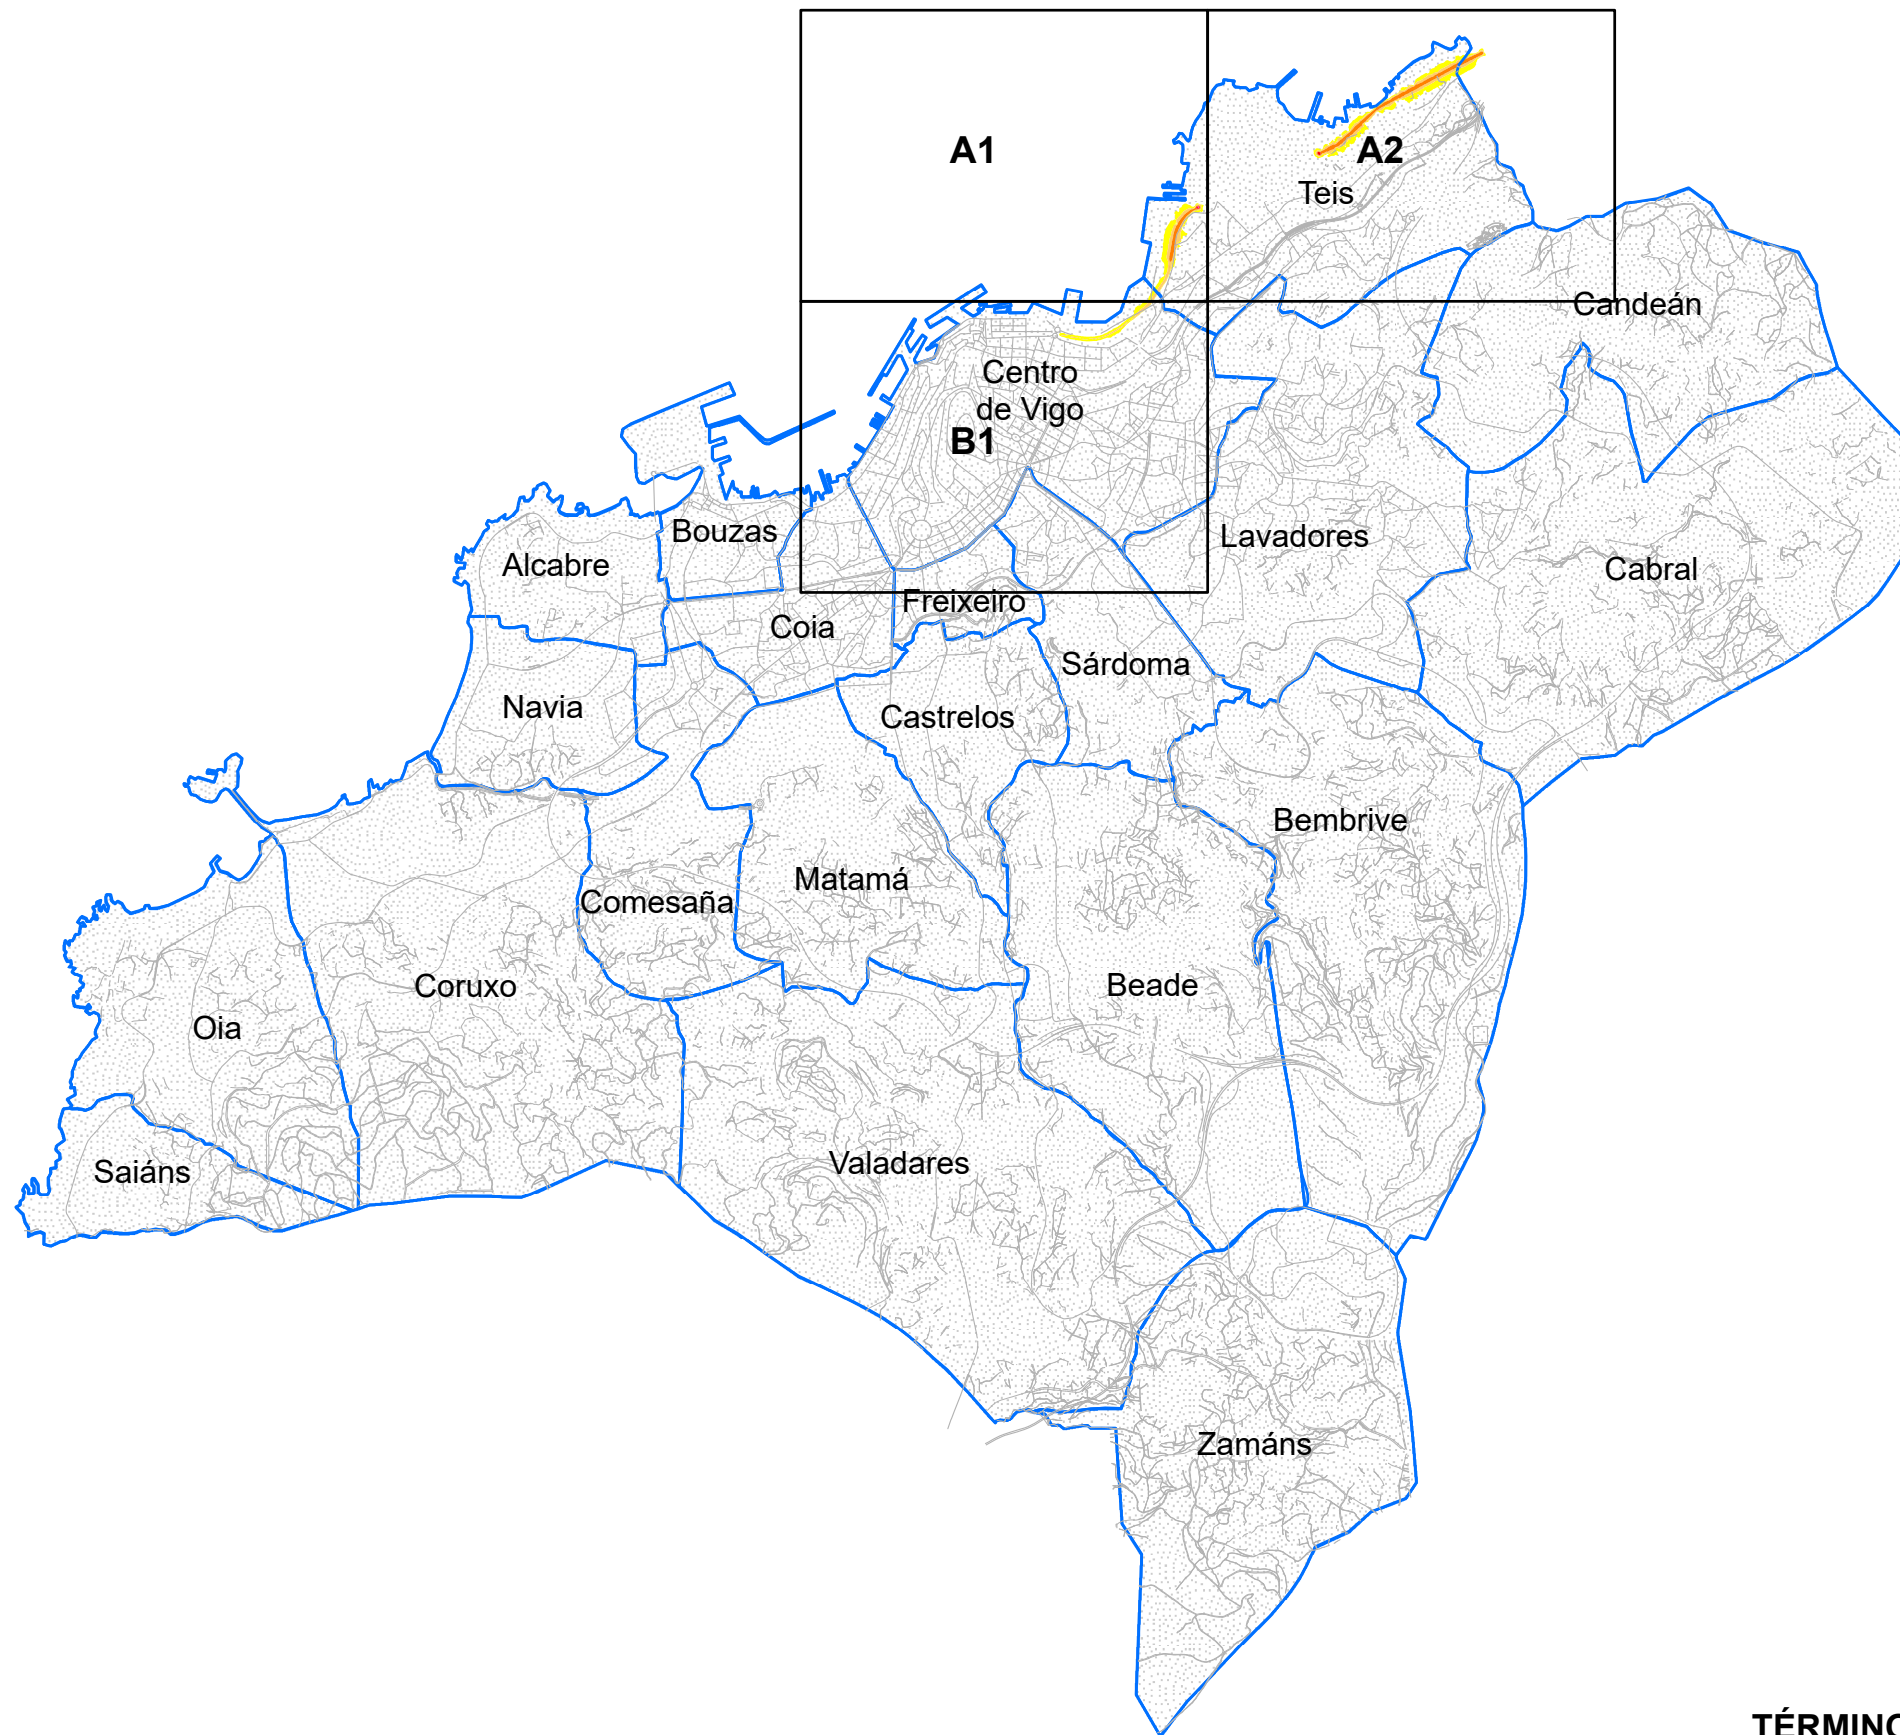 A1
A2
Teis
Candeán
Centro
de Vigo
B1
Bouzas
Lavadores
Alcabre
Cabral
Freixeiro
Coia
Sárdoma
Navia
Castrelos
Bembrive
Matamá
Comesaña
Coruxo
Beade
Oia
Valadares
Saiáns
Zamáns